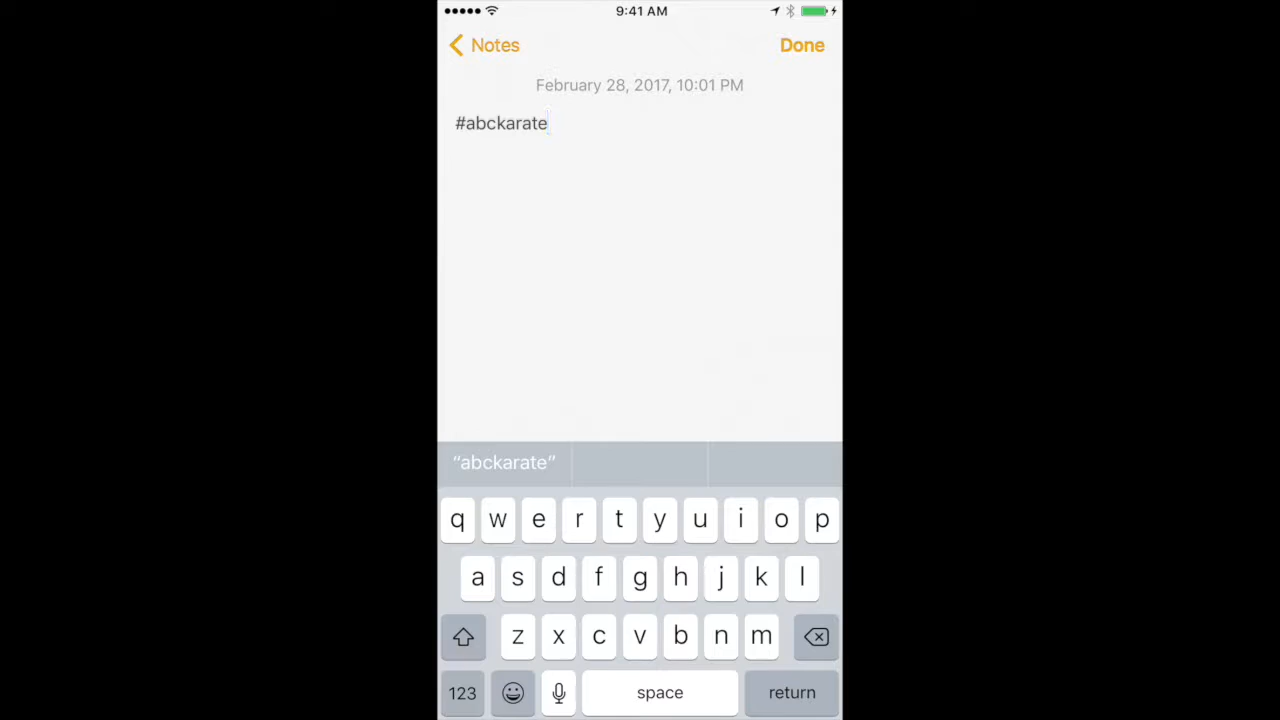 9:41 AM
Notes
Done
February 28, 2017, 10:01 PM
#abckarate
“abckarate”
q w e r t y u i o p
a s d f g h j k l
z x c v b n m
123 space return